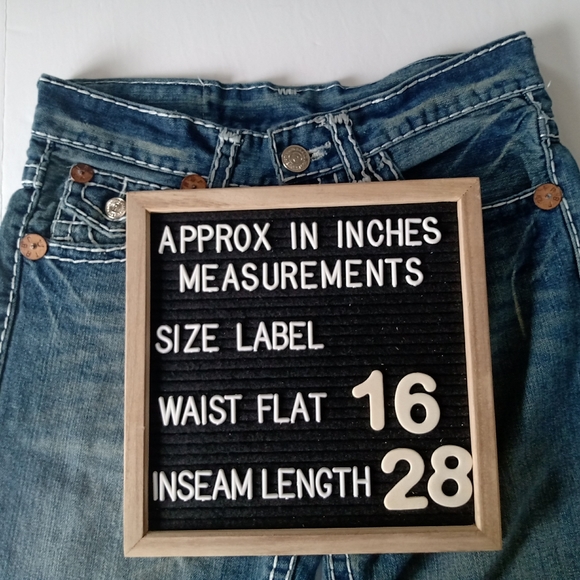 APPROX IN INCHES
MEASUREMENTS
SIZE LABEL
WAIST FLAT 16
INSEAM LENGTH 28